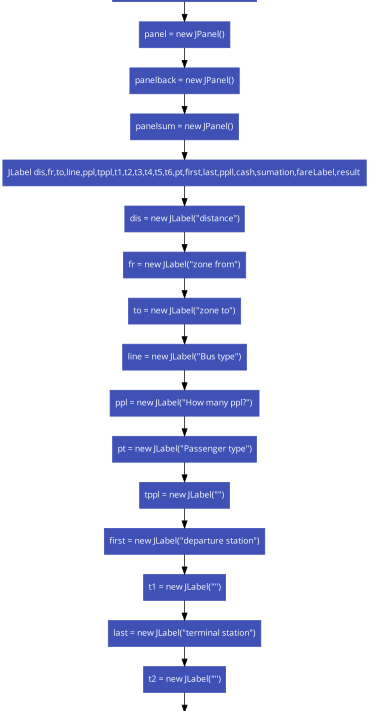 panel = new JPanel()
panelback = new JPanel()
panelsum = new JPanel()
JLabel dis,fr,to,line,ppl,tppl,t1,t2,t3,t4,t5,t6,pt,first,last,ppll,cash,sumation,fareLabel,result
dis = new JLabel("distance")
fr = new JLabel("zone from")
to = new JLabel("zone to")
line = new JLabel("Bus type")
ppl = new JLabel("How many ppl?")
pt = new JLabel("Passenger type")
tppl = new JLabel("")
first = new JLabel("departure station")
t1 = new JLabel("")
last = new JLabel("terminal station")
t2 = new JLabel("")